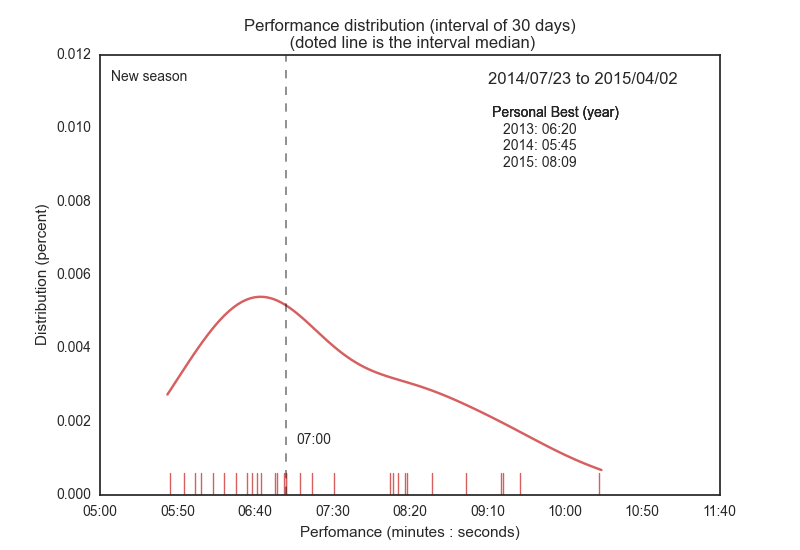 Performance distribution (interval of 30 days)
(doted line is the interval median)
0.012
New season
2014/07/23 to 2015/04/02
Personal Best (year)
2013: 06:20
2014: 05:45
2015: 08:09
0.010
0.008
0.006
0.004
0.002
0.000
Distribution (percent)
07:00
05:00 05:50 06:40 07:30 08:20 09:10 10:00 10:50 11:40
Perfomance (minutes : seconds)